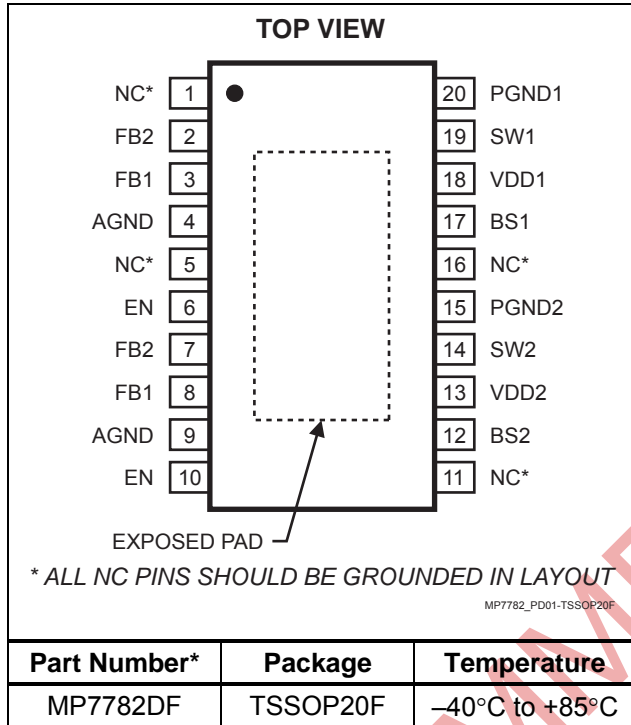 TOP VIEW
NC* 1 20 PGND1
FB2 2 19 SW1
FB1 3 18 VDD1
AGND 4 17 BS1
NC* 5 16 NC*
EN 6 15 PGND2
FB2 7 14 SW2
FB1 8 13 VDD2
AGND 9 12 BS2
EN 10 11 NC*
EXPOSED PAD
* ALL NC PINS SHOULD BE GROUNDED IN LAYOUT
MP7782_PD01-TSSOP20F
Part Number* Package Temperature
MP7782DF TSSOP20F –40°C to +85°C